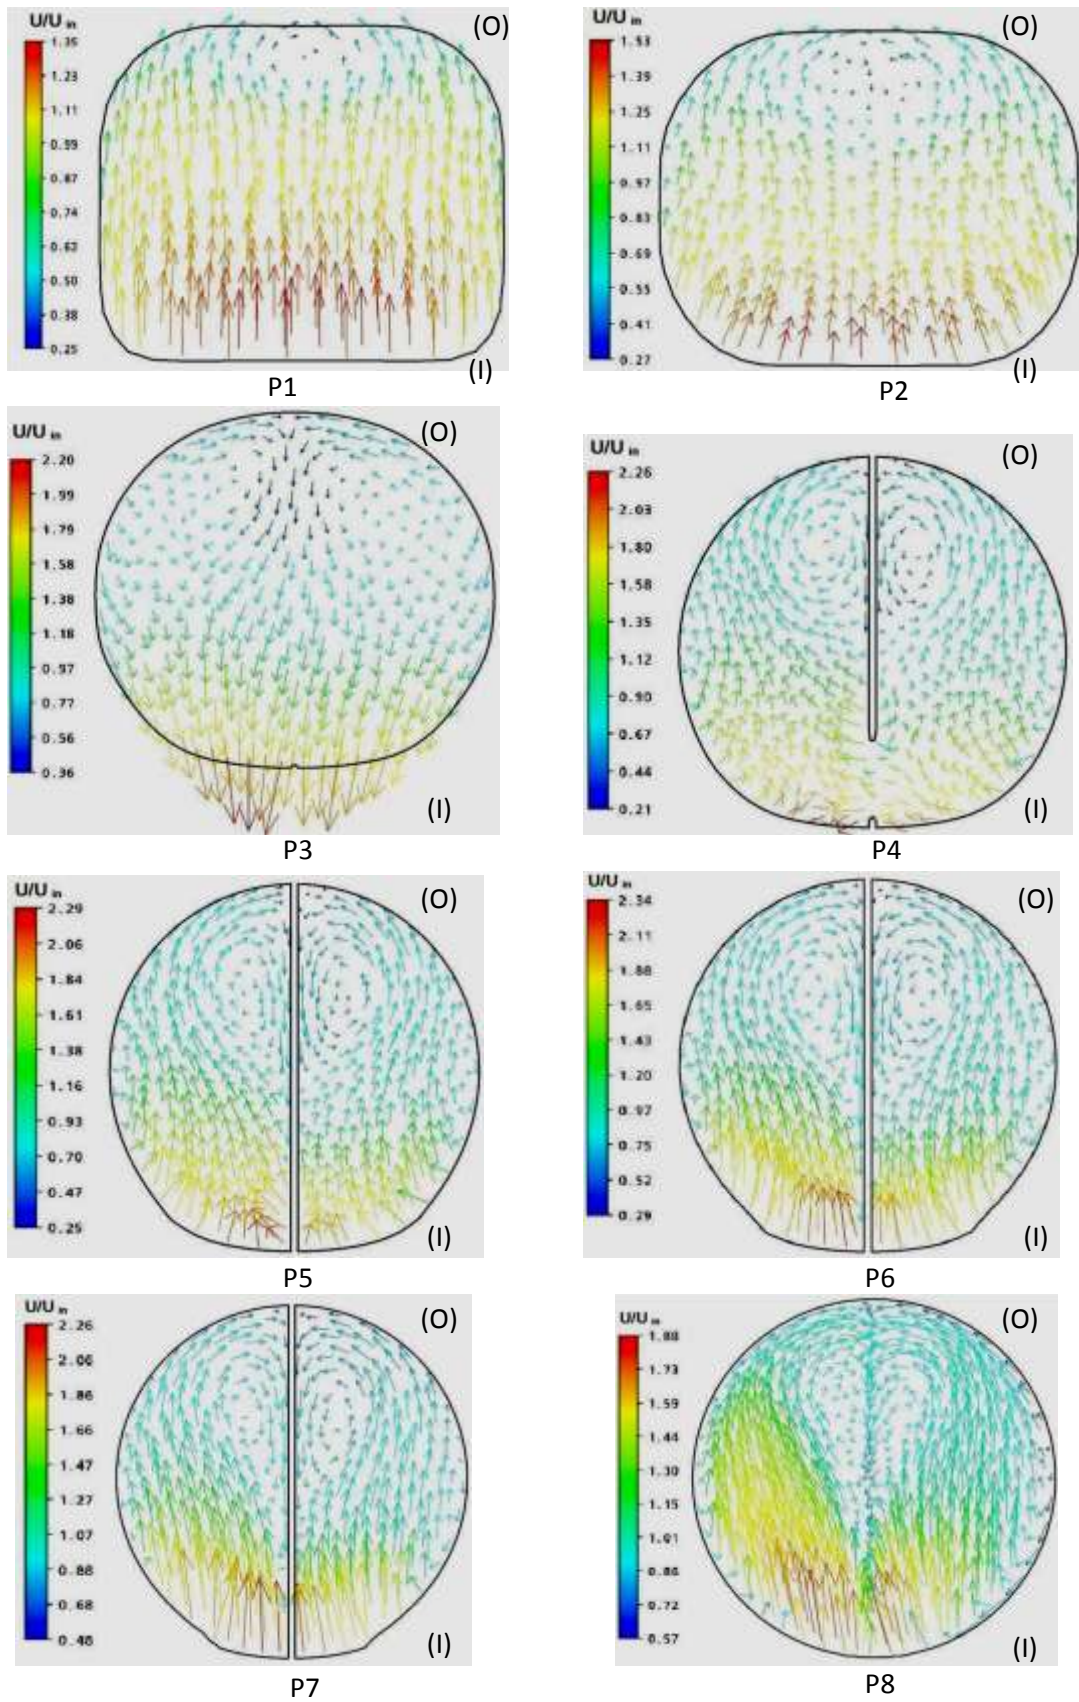 U/U in
(O)
1.35
1.23
1.11
0.59
0.87
0.74
0.62
0.50
0.38
0.25
(I)
P1
U/U in
(O)
1.53
1.39
1.25
1.11
0.97
0.83
0.69
0.55
0.41
0.27
(I)
P2
U/U in
(O)
2.20
1.99
1.79
1.58
1.38
1.18
0.97
0.77
0.56
0.36
(I)
P3
U/U in
(O)
2.26
2.03
1.80
1.58
1.35
1.12
0.90
0.67
0.44
0.21
(I)
P4
U/U in
(O)
2.29
2.06
1.84
1.61
1.38
1.16
0.93
0.70
0.47
0.25
(I)
P5
U/U in
(O)
2.34
2.11
1.88
1.65
1.43
1.20
0.97
0.75
0.52
0.29
(I)
P6
U/U in
(O)
2.26
2.06
1.86
1.66
1.47
1.27
1.07
0.88
0.68
0.48
(I)
P7
U/U in
(O)
1.88
1.73
1.59
1.44
1.30
1.15
1.01
0.86
0.72
0.57
(I)
P8